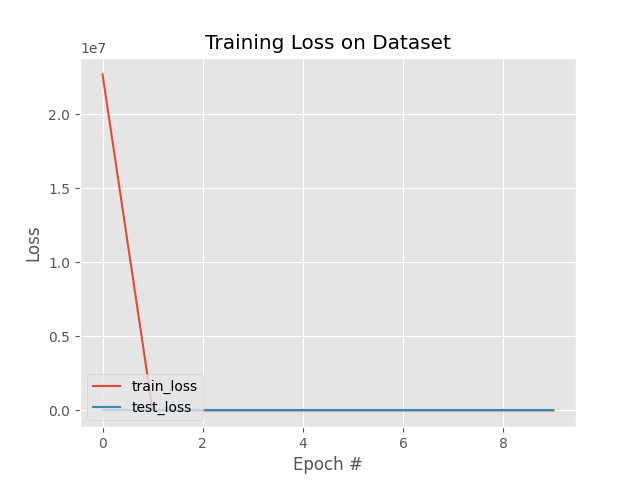 Training Loss on Dataset
1e7
2.0
1.5
1.0
0.5
0.0
Loss
train_loss
test_loss
0 2 4 6 8
Epoch #